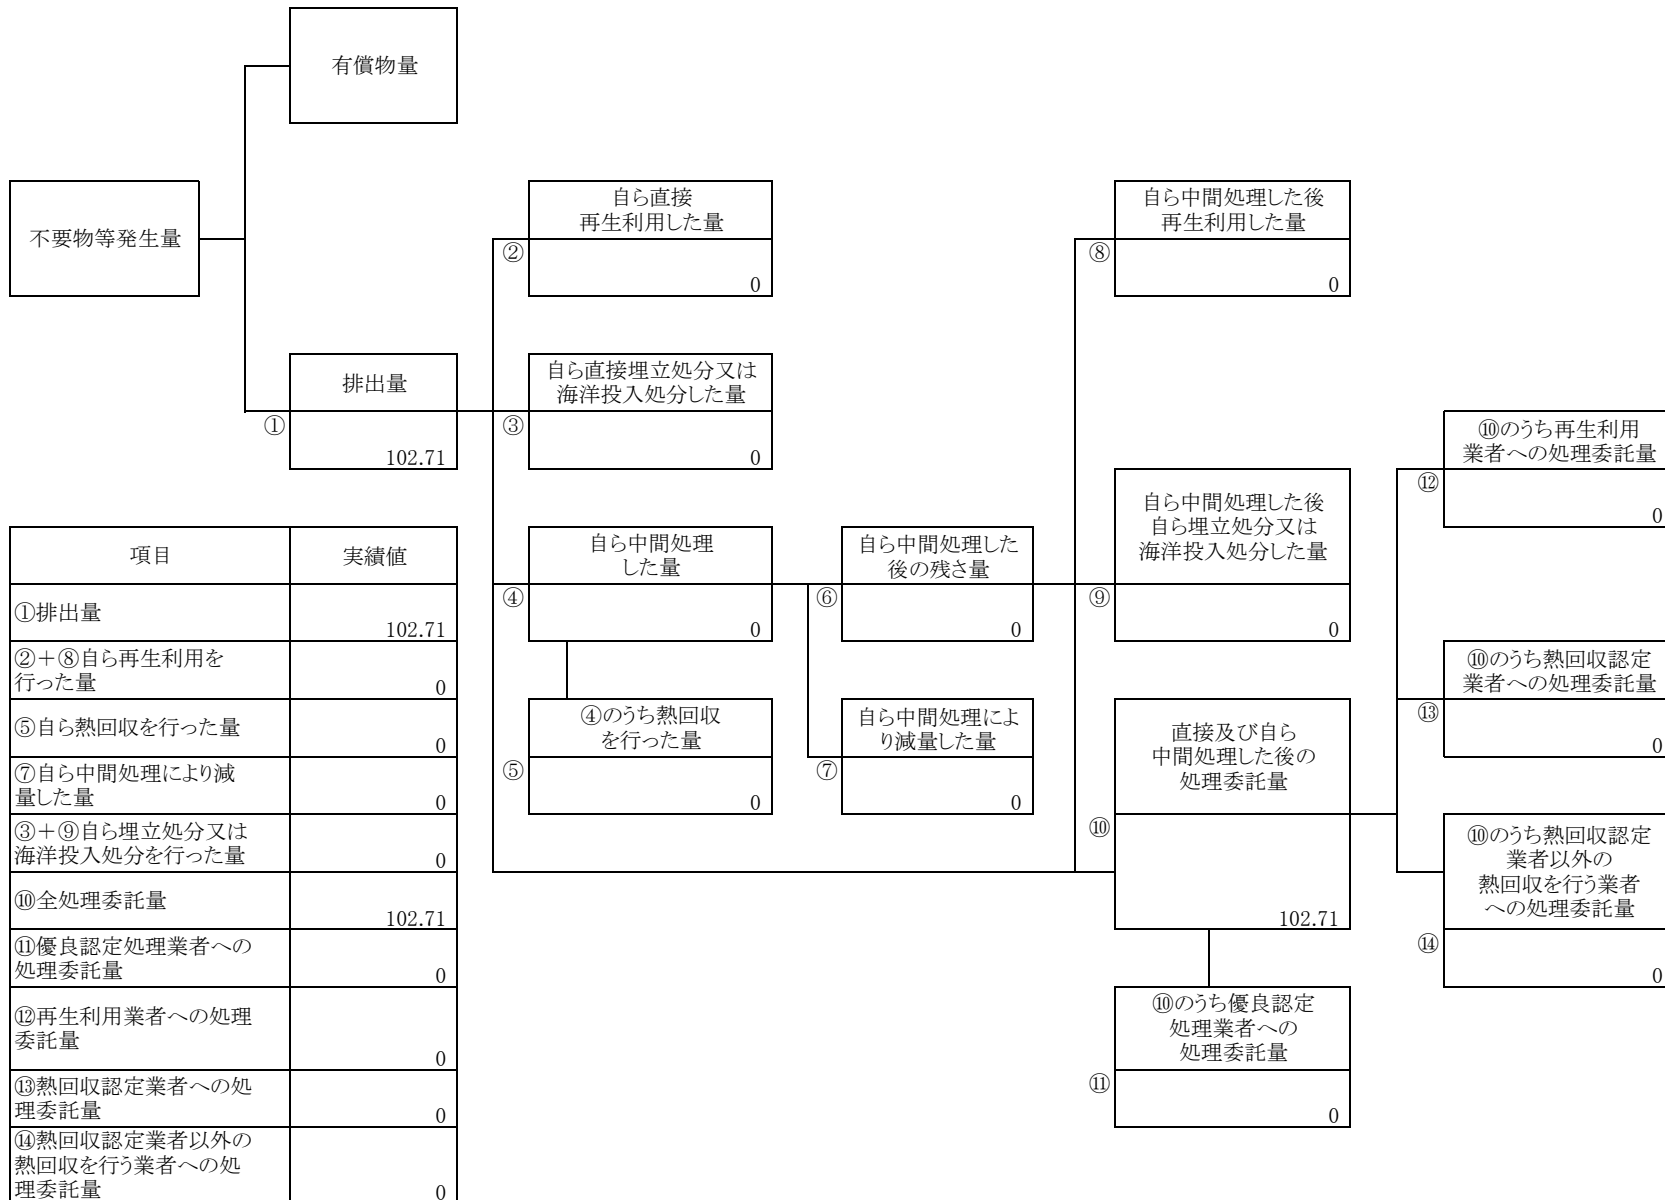 有償物量
不要物等発生量
自ら直接
再生利用した量
②
0
自ら中間処理した後
再生利用した量
⑧
0
排出量
①
102.71
自ら直接埋立処分又は
海洋投入処分した量
③
0
⑩のうち再生利用
業者への処理委託量
⑫
0
自ら中間処理した後
自ら埋立処分又は
海洋投入処分した量
⑨
0
自ら中間処理
した量
④
0
自ら中間処理した
後の残さ量
⑥
0
⑩のうち熱回収認定
業者への処理委託量
⑬
0
④のうち熱回収
を行った量
⑤
0
自ら中間処理によ
り減量した量
⑦
0
直接及び自ら
中間処理した後の
処理委託量
⑩
102.71
⑩のうち熱回収認定
業者以外の
熱回収を行う業者
への処理委託量
⑭
0
⑩のうち優良認定
処理業者への
処理委託量
⑪
0
項目 実績値
①排出量
102.71
②+⑧自ら再生利用を
行った量
0
⑤自ら熱回収を行った量
0
⑦自ら中間処理により減
量した量
0
③+⑨自ら埋立処分又は
海洋投入処分を行った量
0
⑩全処理委託量
102.71
⑪優良認定処理業者への
処理委託量
0
⑫再生利用業者への処理
委託量
0
⑬熱回収認定業者への処
理委託量
0
⑭熱回収認定業者以外の
熱回収を行う業者への処
理委託量
0